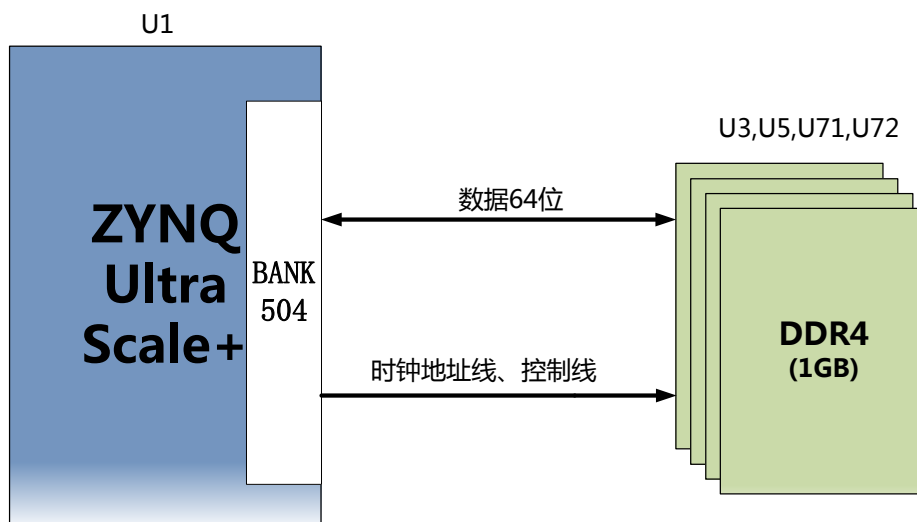 U1
U3,U5,U71,U72
数据64位
ZYNQ
Ultra
Scale+
BANK
504
DDR4
(1GB)
时钟地址线、控制线